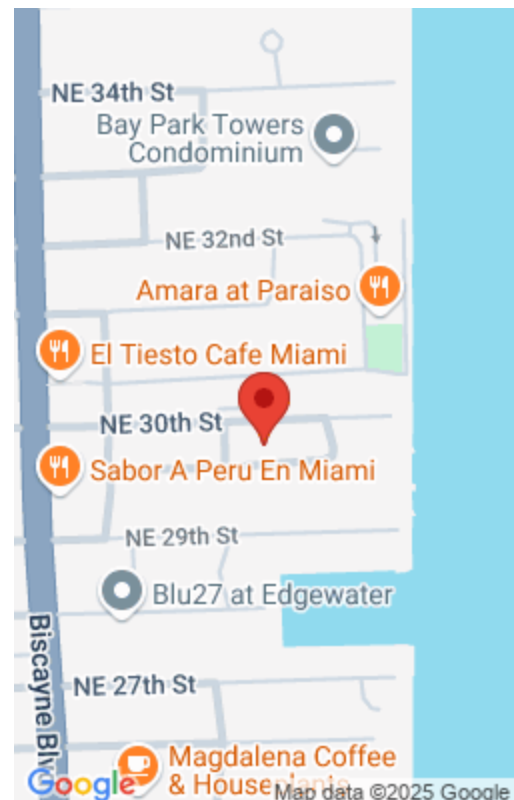 NE 34th St
Bay Park Towers
Condominium
NE 32nd St
Amara at Paraiso
El Tiesto Cafe Miami
NE 30th St
Sabor A Peru En Miami
NE 29th St
Blu27 at Edgewater
Biscayne Blv
NE 27th St
Magdalena Coffee
& Houseplants
Google
Map data ©2025 Google